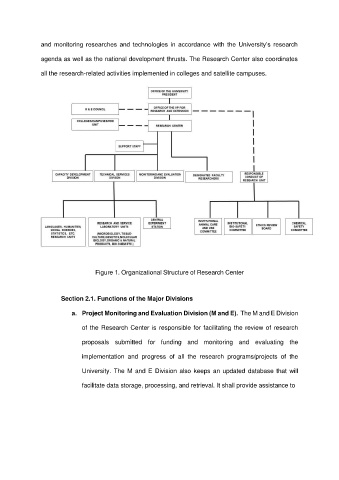 and monitoring researches and technologies in accordance with the University's research
agenda as well as the national development thrusts. The Research Center also coordinates
all the research-related activities implemented in colleges and satellite campuses.
OFFICE OF THE UNIVERSITY
PRESIDENT
R & E COUNCIL
OFFICE OF THE VP FOR
RESEARCH AND EXTENSION
COLLEGES/CAMPUSES/R&E
UNIT
RESEARCH CENTER
SUPPORT STAFF
CAPACITY DEVELOPMENT
DIVISION
TECHNICAL SERVICES
DIVISION
MONITORING AND EVALUATION
DIVISION
DESIGNATED FACULTY
RESEARCHERS
RESPONSIBLE
CONDUCT OF
RESEARCH UNIT
LANGUAGES, HUMANITIES,
SOCIAL SCIENCES,
STATISTICS, ETC.
RESEARCH UNITS
RESEARCH AND SERVICE
LABORATORY UNITS
(MICROBIOLOGY, TISSUE
CULTURE, GENETICS, MOLECULAR
BIOLOGY, ORGANIC & NATURAL
PRODUCTS,
CENTRAL
EXPERIMENT
STATION
INSTITUTIONAL
ANIMAL CARE
AND USE
COMMITTEE
INSTITUTIONAL
BIO SAFETY
COMMITTEE
ETHICS REVIEW
BOARD
CHEMICAL
SAFETY
COMMITTEE
Figure 1. Organizational Structure of Research Center
Section 2.1. Functions of the Major Divisions
a. Project Monitoring and Evaluation Division (M and E). The M and E Division
of the Research Center is responsible for facilitating the review of research
proposals submitted for funding and monitoring and evaluating the
implementation and progress of all the research programs/projects of the
University. The M and E Division also keeps an updated database that will
facilitate data storage, processing, and retrieval. It shall provide assistance to